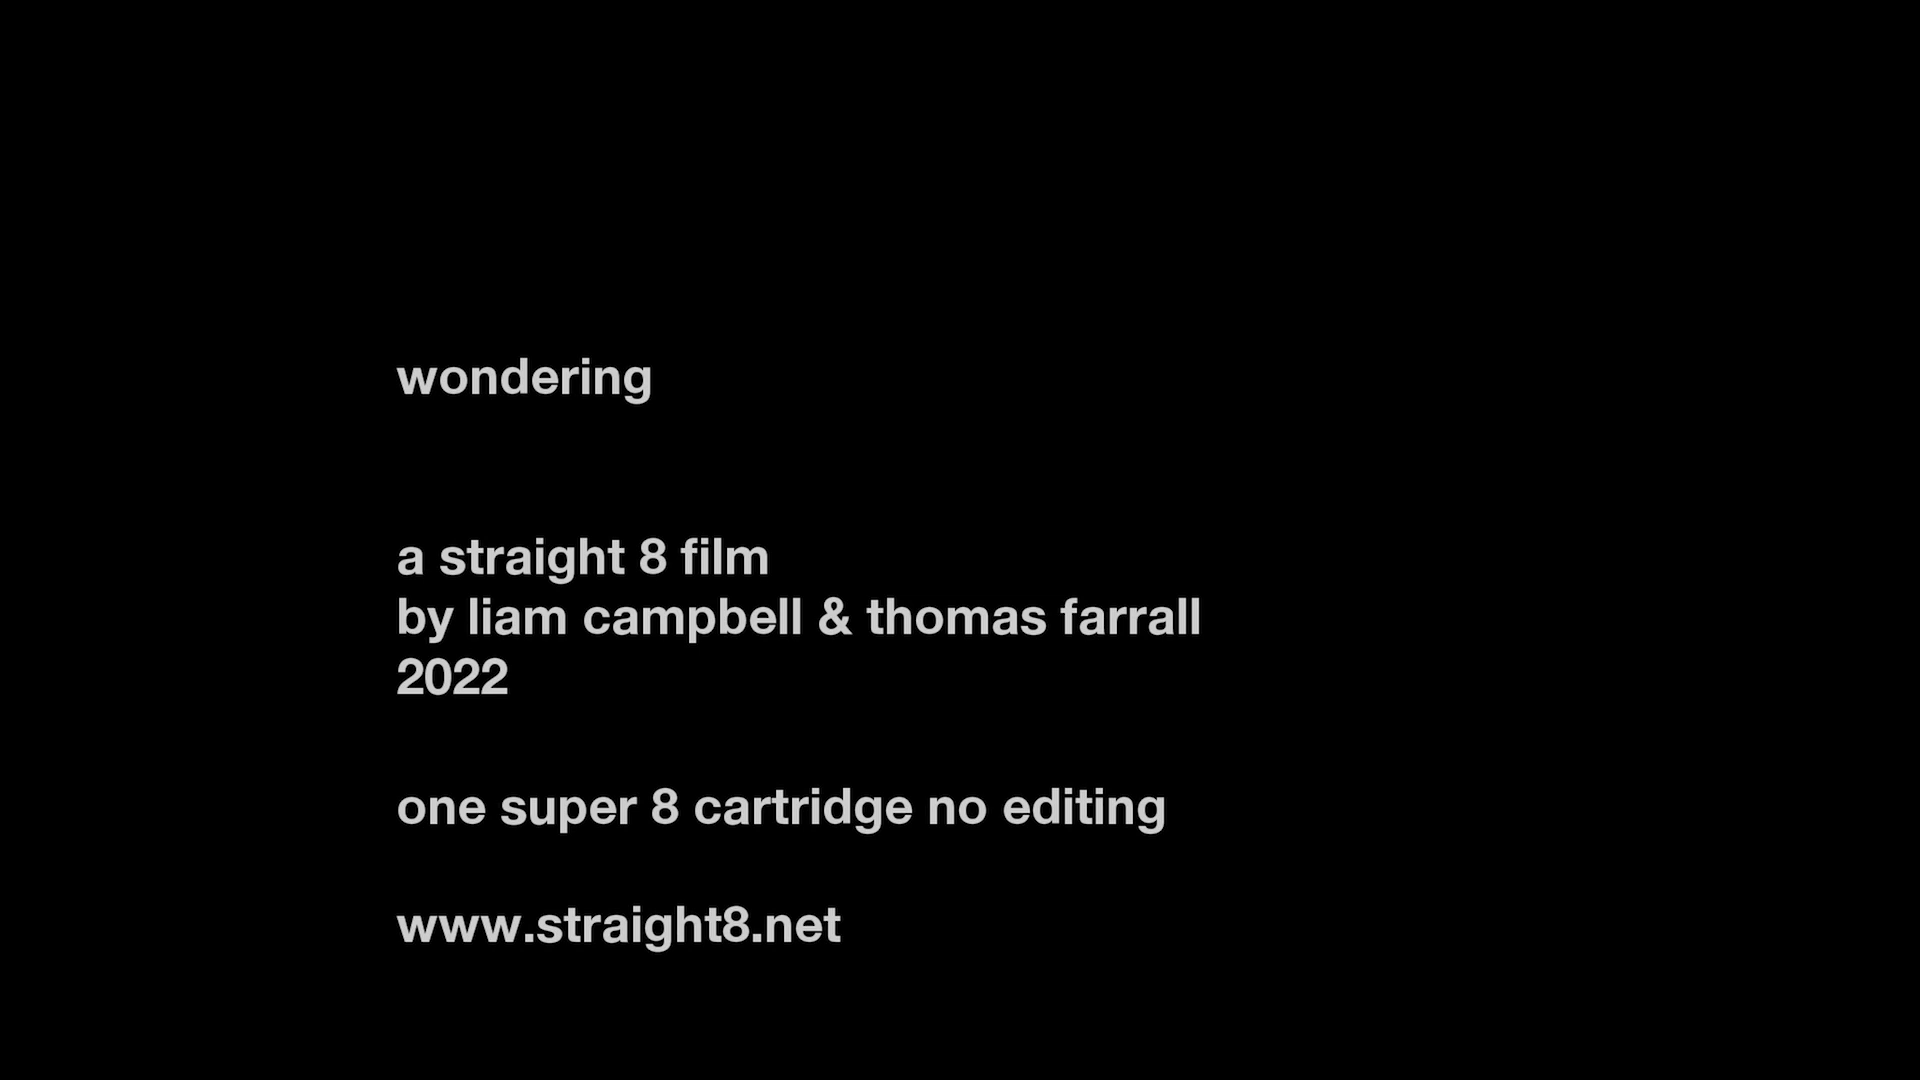 wondering
a straight 8 film
by liam campbell & thomas farrall
2022
one super 8 cartridge no editing
www.straight8.net